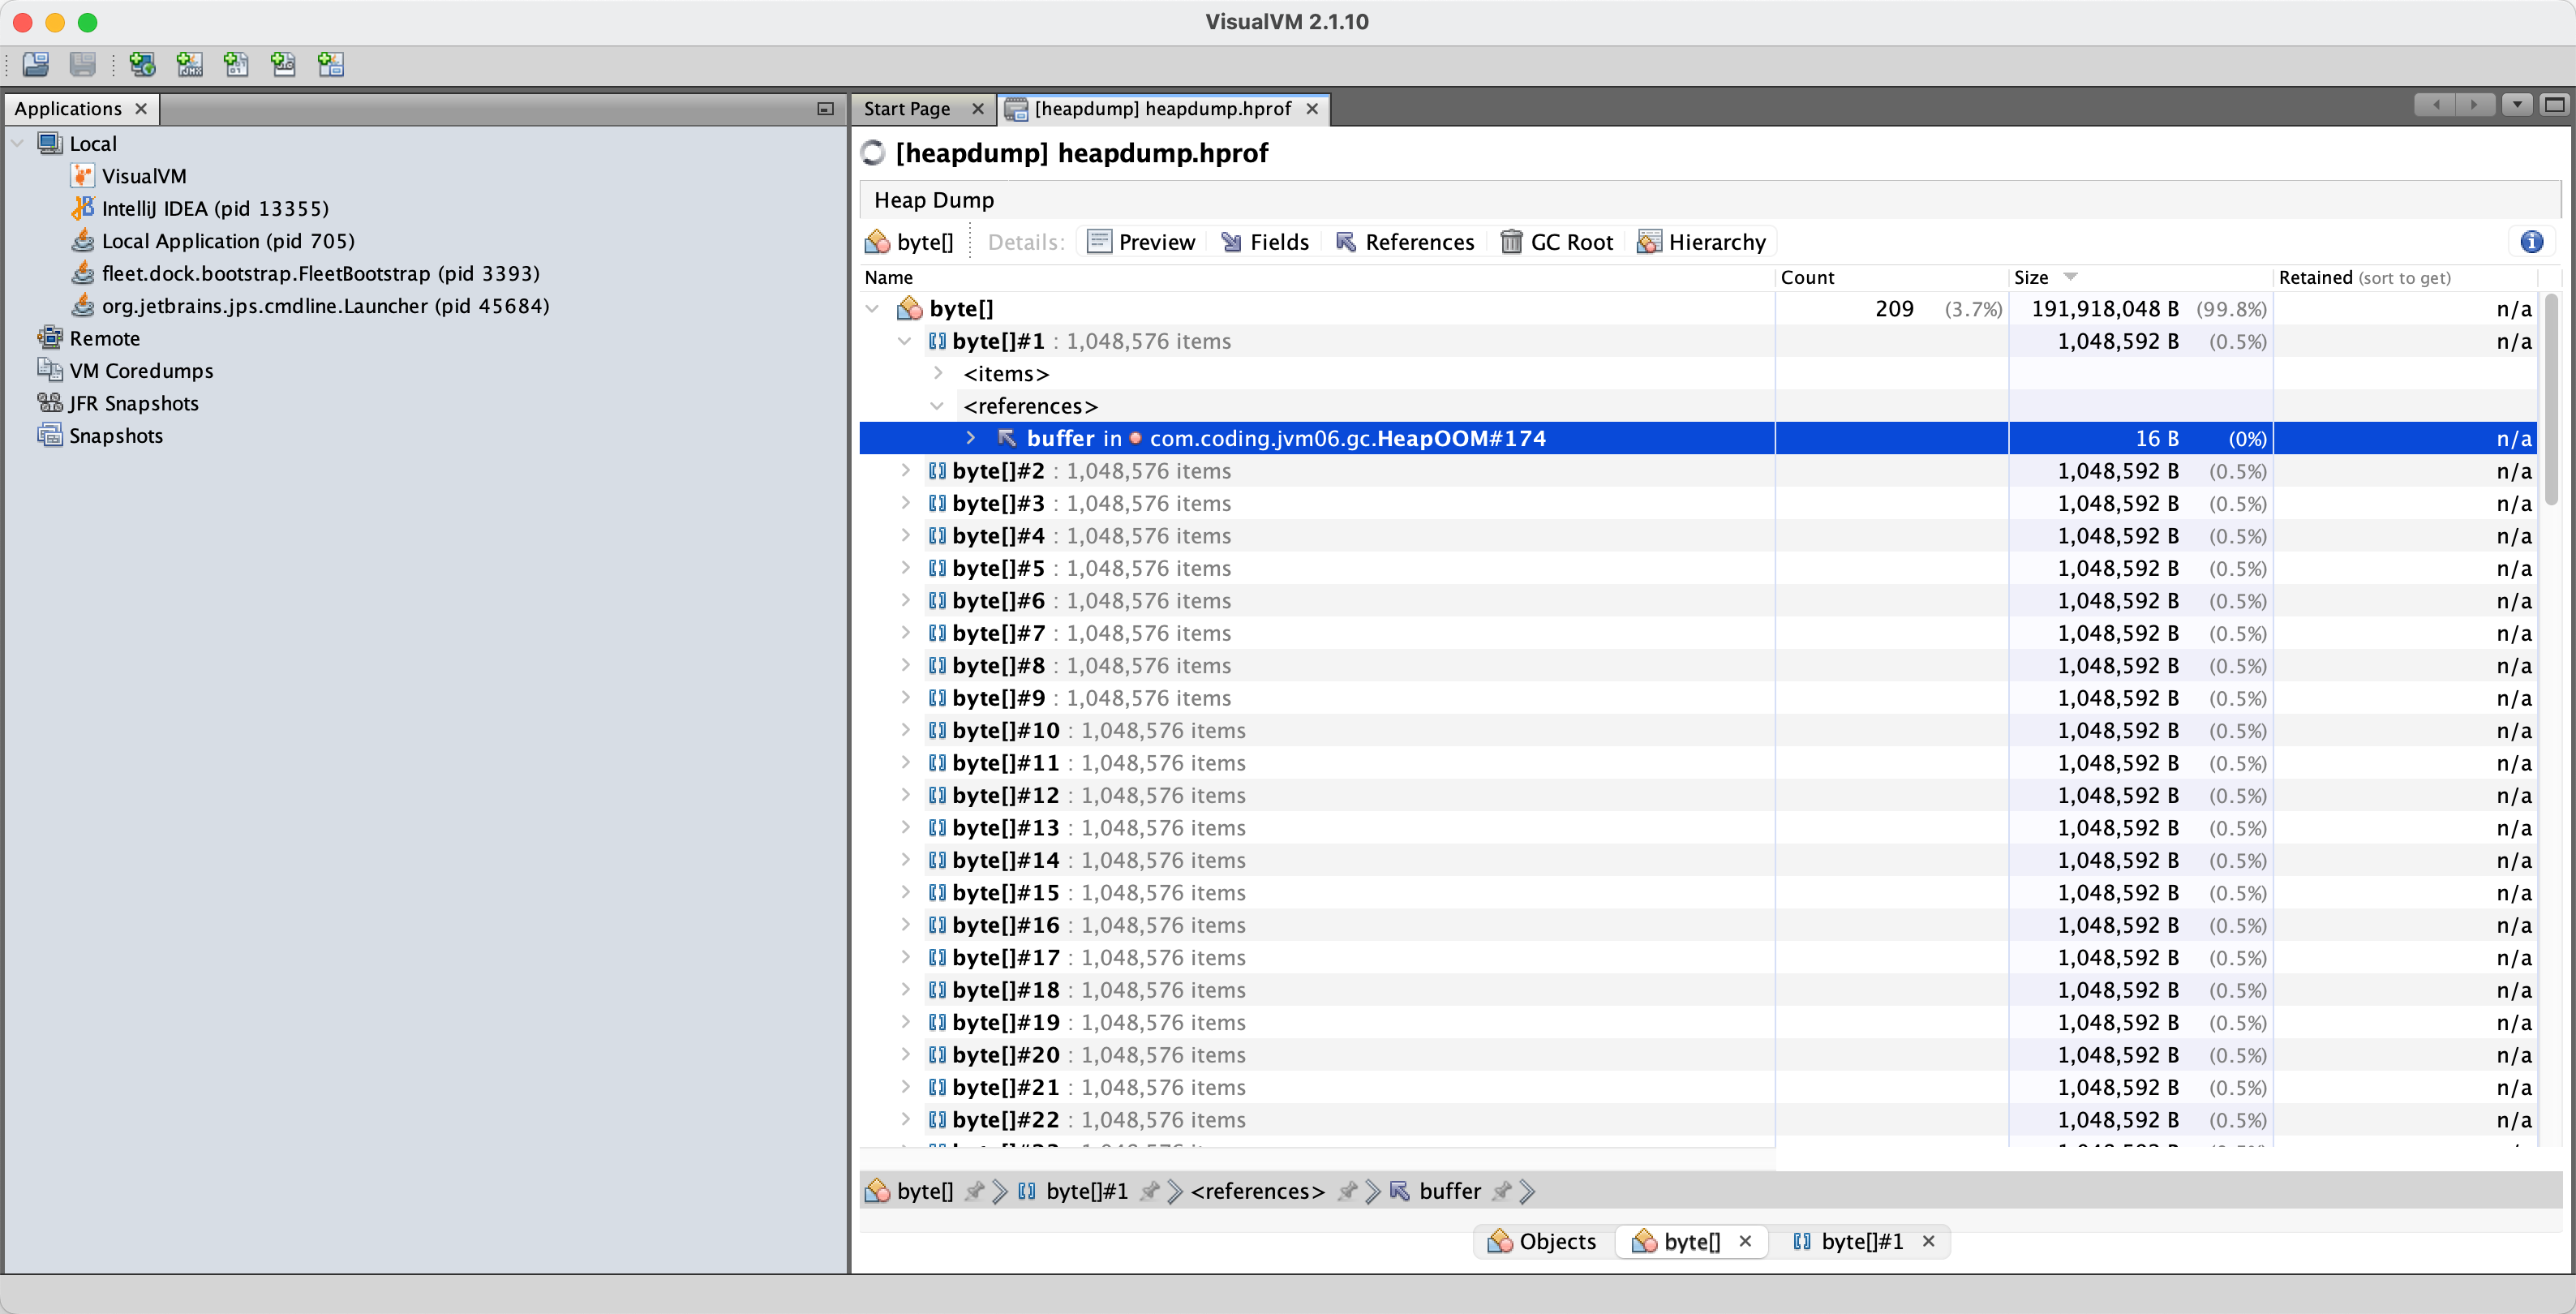 VisualVM 2.1.10
Applications
Start Page
[heapdump] heapdump.hprof
Local
VisualVM
IntelliJ IDEA (pid 13355)
Local Application (pid 705)
fleet.dock.bootstrap.FleetBootstrap (pid 3393)
org.jetbrains.jps.cmdline.Launcher (pid 45684)
Remote
VM Coredumps
JFR Snapshots
Snapshots
[heapdump] heapdump.hprof
Heap Dump
byte[] Details: Preview Fields References GC Root Hierarchy
Name Count Size Retained (sort to get)
byte[] 209 (3.7%) 191,918,048 B (99.8%) n/a
byte[]#1 : 1,048,576 items 1,048,592 B (0.5%) n/a
<items>
<references>
buffer in com.coding.jvm06.gc.HeapOOM#174 16 B (0%) n/a
byte[]#2 : 1,048,576 items 1,048,592 B (0.5%) n/a
byte[]#3 : 1,048,576 items 1,048,592 B (0.5%) n/a
byte[]#4 : 1,048,576 items 1,048,592 B (0.5%) n/a
byte[]#5 : 1,048,576 items 1,048,592 B (0.5%) n/a
byte[]#6 : 1,048,576 items 1,048,592 B (0.5%) n/a
byte[]#7 : 1,048,576 items 1,048,592 B (0.5%) n/a
byte[]#8 : 1,048,576 items 1,048,592 B (0.5%) n/a
byte[]#9 : 1,048,576 items 1,048,592 B (0.5%) n/a
byte[]#10 : 1,048,576 items 1,048,592 B (0.5%) n/a
byte[]#11 : 1,048,576 items 1,048,592 B (0.5%) n/a
byte[]#12 : 1,048,576 items 1,048,592 B (0.5%) n/a
byte[]#13 : 1,048,576 items 1,048,592 B (0.5%) n/a
byte[]#14 : 1,048,576 items 1,048,592 B (0.5%) n/a
byte[]#15 : 1,048,576 items 1,048,592 B (0.5%) n/a
byte[]#16 : 1,048,576 items 1,048,592 B (0.5%) n/a
byte[]#17 : 1,048,576 items 1,048,592 B (0.5%) n/a
byte[]#18 : 1,048,576 items 1,048,592 B (0.5%) n/a
byte[]#19 : 1,048,576 items 1,048,592 B (0.5%) n/a
byte[]#20 : 1,048,576 items 1,048,592 B (0.5%) n/a
byte[]#21 : 1,048,576 items 1,048,592 B (0.5%) n/a
byte[]#22 : 1,048,576 items 1,048,592 B (0.5%) n/a
byte[] byte[]#1 <references> buffer
Objects byte[] byte[]#1